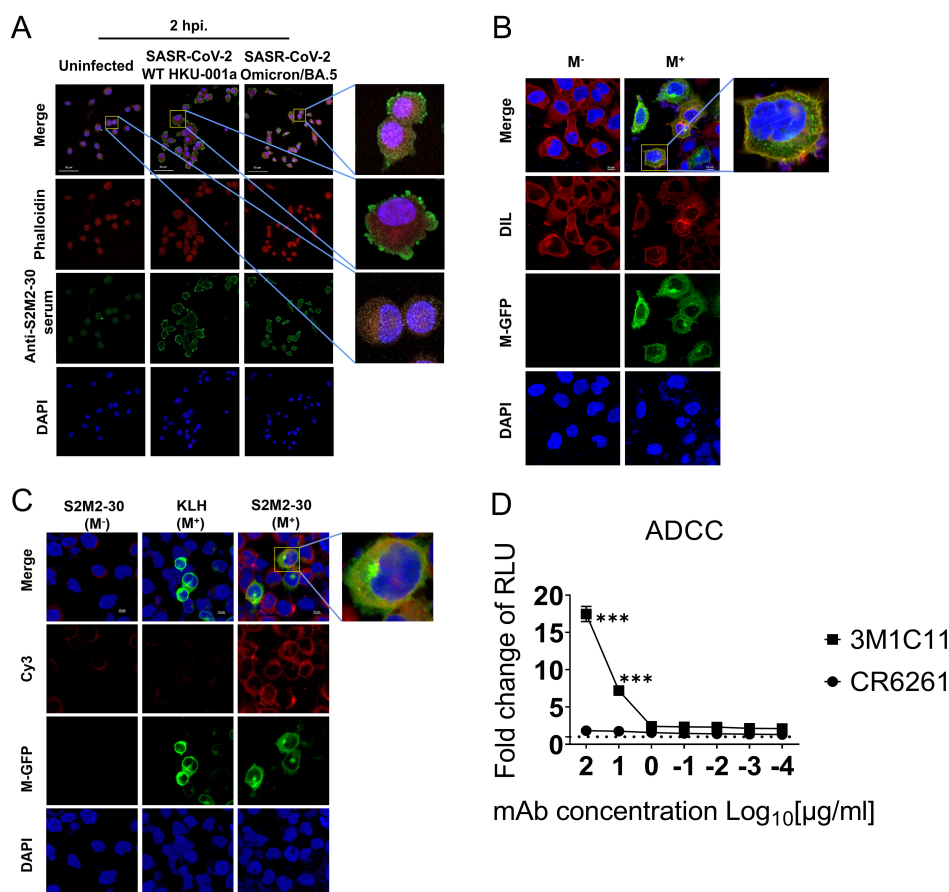 A
2 hpi.
Uninfected
SASR-CoV-2
WT HKU-001a
SASR-CoV-2
Omicron/BA.5
Merge
Phalloidin
Anti-S2M2-30
serum
DAPI
B
M-
M+
Merge
DIL
M-GFP
DAPI
C
S2M2-30
(M-)
KLH
(M+)
S2M2-30
(M+)
Merge
Cy3
M-GFP
DAPI
D
ADCC
Fold change of RLU
20
15
10
5
0
***
***
3M1C11
CR6261
2 1 0 -1 -2 -3 -4
mAb concentration Log10[µg/ml]